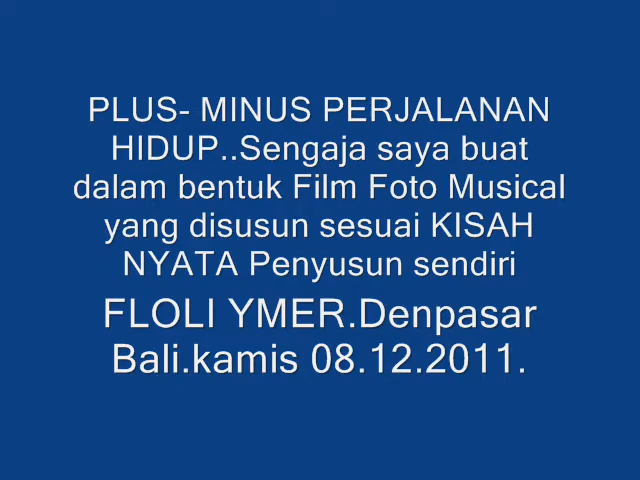 PLUS- MINUS PERJALANAN
HIDUP..Sengaja saya buat
dalam bentuk Film Foto Musical
yang disusun sesuai KISAH
NYATA Penyusun sendiri
FLOLI YMER.Denpasar
Bali.kamis 08.12.2011.